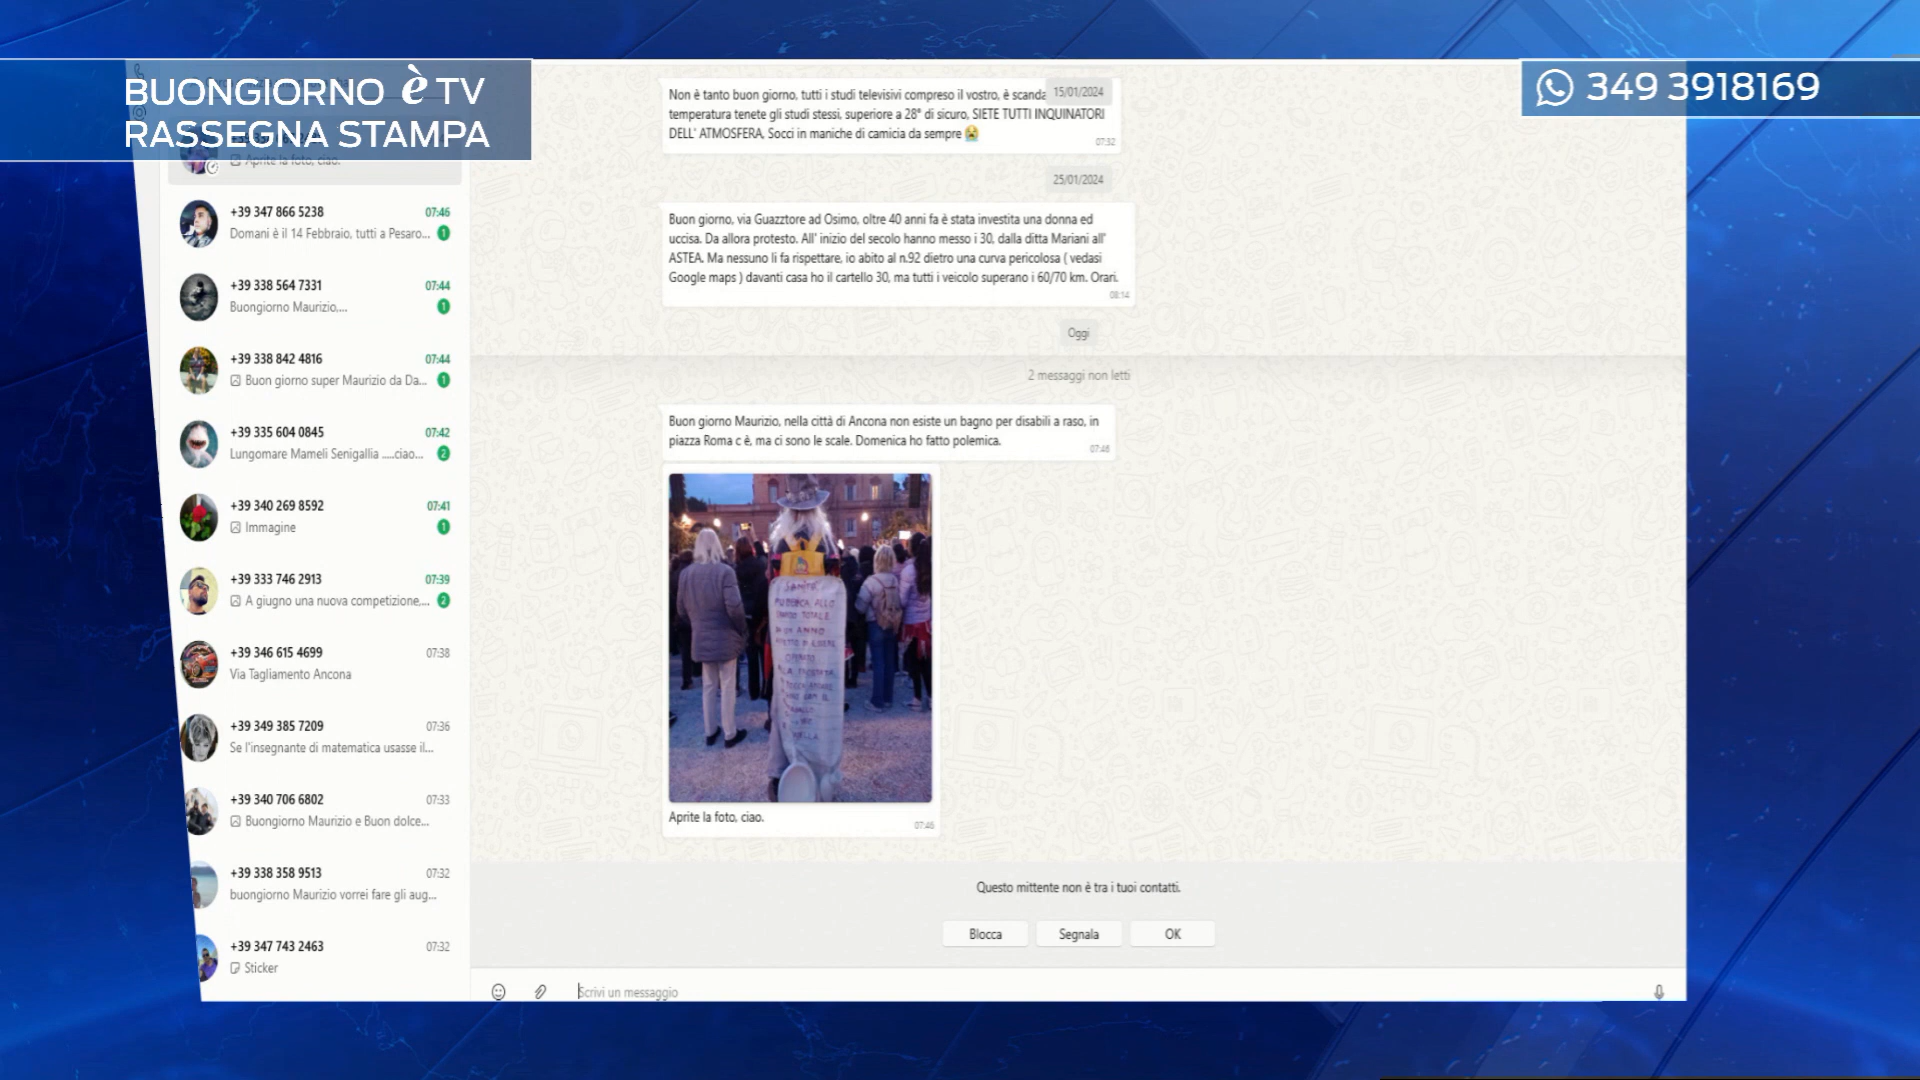 BUONGIORNO è TV
RASSEGNA STAMPA
349 3918169
Aprite la foto, ciao.
+39 347 866 5238 07:46
Domani è il 14 Febbraio, tutti a Pesaro... 1
+39 338 564 7331 07:44
Buongiorno Maurizio,... 1
+39 338 842 4816 07:44
Buon giorno super Maurizio da Da... 1
+39 335 604 0845 07:42
Lungomare Mameli Senigallia .....ciao... 2
+39 340 269 8592 07:41
Immagine 1
+39 333 746 2913 07:39
A giugno una nuova competizione,... 2
+39 346 615 4699 07:38
Via Tagliamento Ancona
+39 349 385 7209 07:36
Se l'insegnante di matematica usasse il...
+39 340 706 6802 07:33
Buongiorno Maurizio e Buon dolce...
+39 338 358 9513 07:32
buongiorno Maurizio vorrei fare gli aug...
+39 347 743 2463 07:32
Sticker
15/01/2024
Non è tanto buon giorno, tutti i studi televisivi compreso il vostro, è scanda
temperatura tenete gli studi stessi, superiore a 28° di sicuro, SIETE TUTTI INQUINATORI
DELL' ATMOSFERA, Socci in maniche di camicia da sempre 😭
07:32
25/01/2024
Buon giorno, via Guazztore ad Osimo, oltre 40 anni fa è stata investita una donna ed
uccisa. Da allora protesto. All' inizio del secolo hanno messo i 30, dalla ditta Mariani all'
ASTEA. Ma nessuno li fa rispettare, io abito al n.92 dietro una curva pericolosa ( vedasi
Google maps ) davanti casa ho il cartello 30, ma tutti i veicolo superano i 60/70 km. Orari.
08:14
Oggi
2 messaggi non letti
Buon giorno Maurizio, nella città di Ancona non esiste un bagno per disabili a raso, in
piazza Roma c è, ma ci sono le scale. Domenica ho fatto polemica.
07:46
SANITÀ
TOTALE
ANNO
Aprite la foto, ciao.
07:46
Questo mittente non è tra i tuoi contatti.
Blocca Segnala OK
Scrivi un messaggio